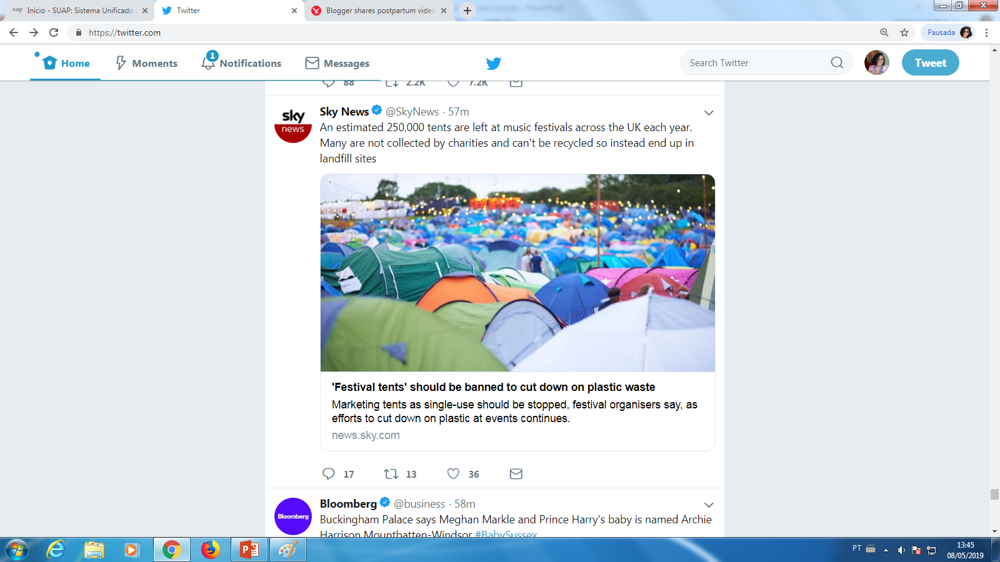 suap Início - SUAP: Sistema Unificado
Twitter
Blogger shares postpartum video
https://twitter.com
Pausada
Home
Moments
1
Notifications
Messages
Search Twitter
Tweet
88 2.2K 7.2K
sky
news
Sky News @SkyNews · 57m
An estimated 250,000 tents are left at music festivals across the UK each year.
Many are not collected by charities and can't be recycled so instead end up in
landfill sites
'Festival tents' should be banned to cut down on plastic waste
Marketing tents as single-use should be stopped, festival organisers say, as
efforts to cut down on plastic at events continues.
news.sky.com
17 13 36
Bloomberg
Bloomberg @business · 58m
Buckingham Palace says Meghan Markle and Prince Harry's baby is named Archie
Harrison Mountbatten-Windsor #BabySussex
PT
13:45
08/05/2019